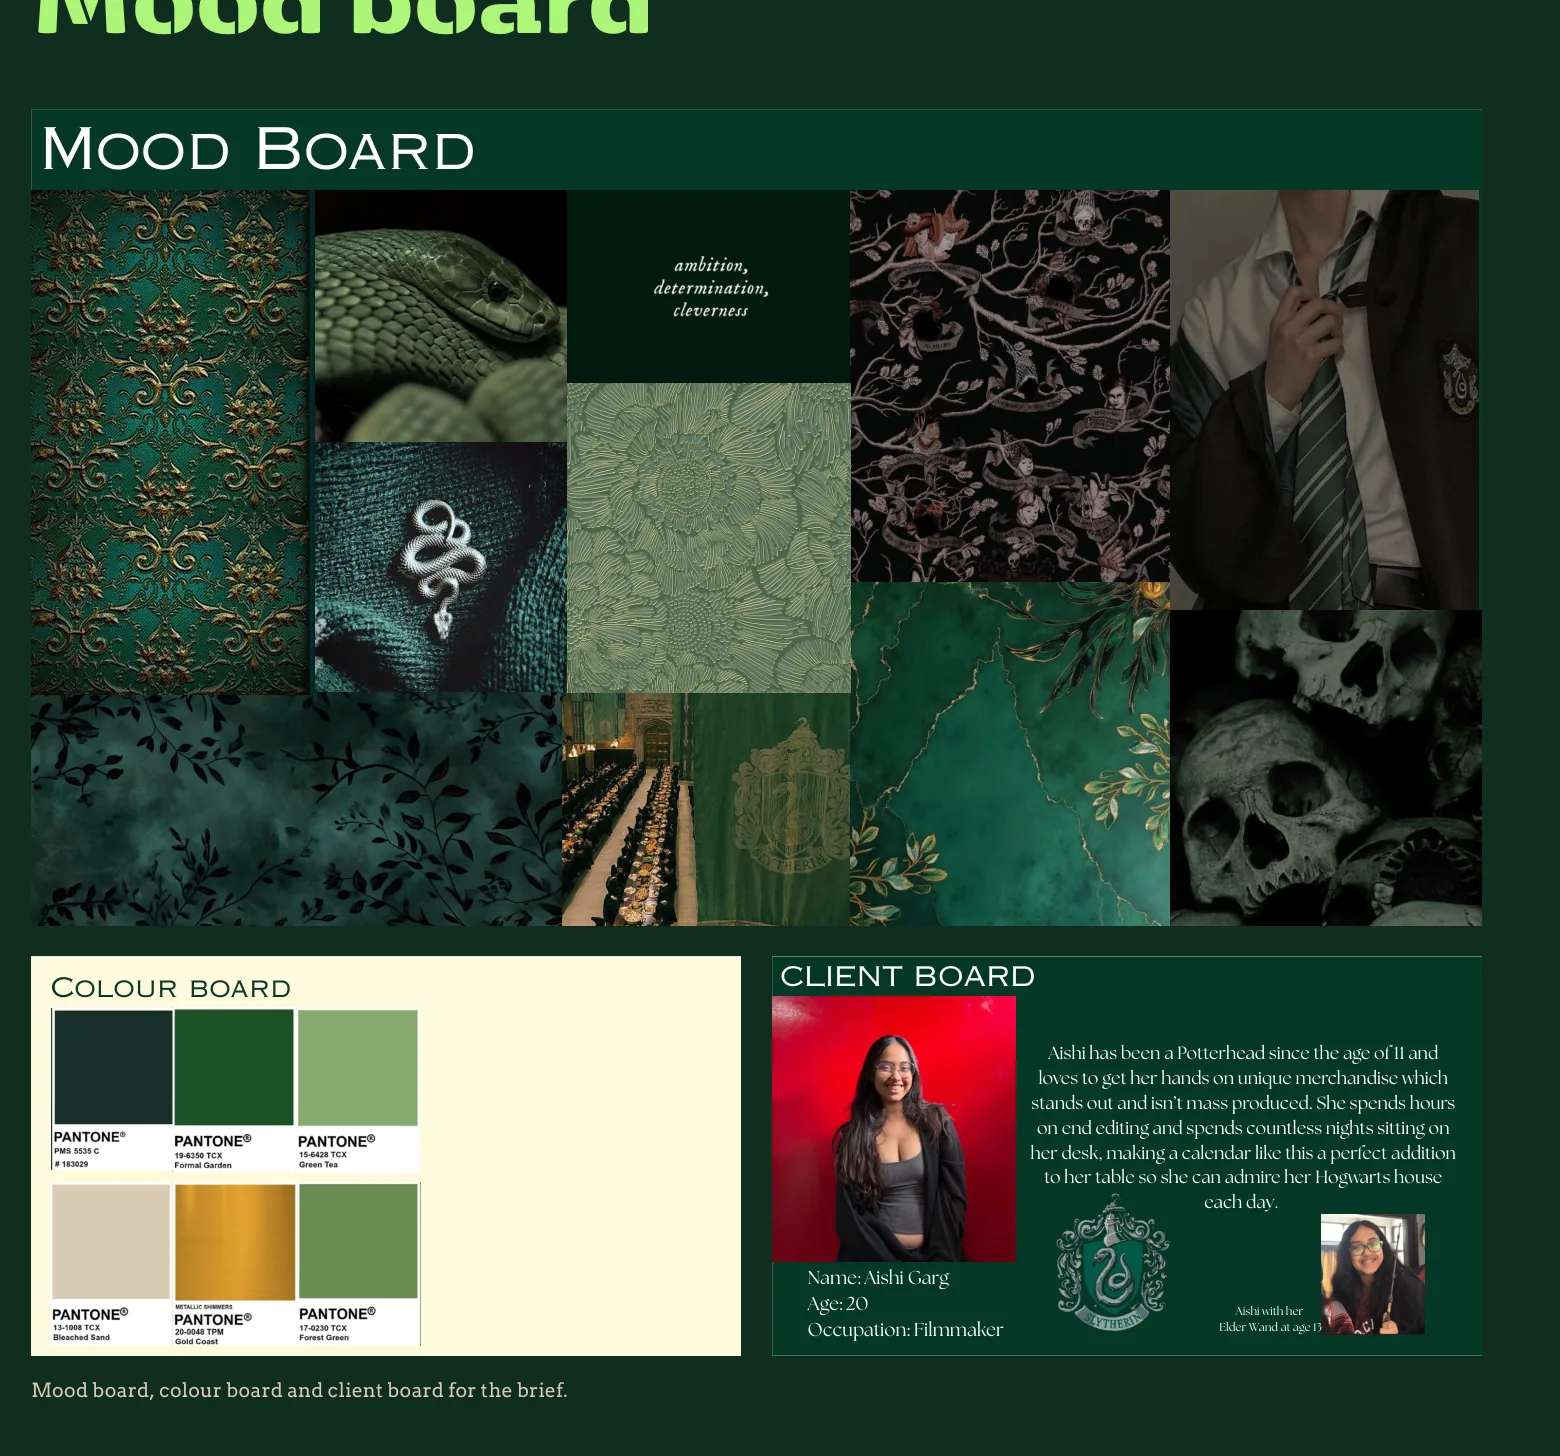 Mood board
MOOD BOARD
ambition,
determination,
cleverness
SLYTHERIN
COLOUR BOARD
PANTONE®
PMS 5535 C
# 183029
PANTONE®
19-6350 TCX
Formal Garden
PANTONE®
15-6428 TCX
Green Tea
PANTONE®
13-1008 TCX
Bleached Sand
METALLIC SHIMMERS
PANTONE®
20-0048 TPM
Gold Coast
PANTONE®
17-0230 TCX
Forest Green
CLIENT BOARD
Aishi has been a Potterhead since the age of 11 and
loves to get her hands on unique merchandise which
stands out and isn't mass produced. She spends hours
on end editing and spends countless nights sitting on
her desk, making a calendar like this a perfect addition
to her table so she can admire her Hogwarts house
each day.
Name: Aishi Garg
Age: 20
Occupation: Filmmaker
SLYTHERIN
Aishi with her
Elder Wand at age 13
Mood board, colour board and client board for the brief.